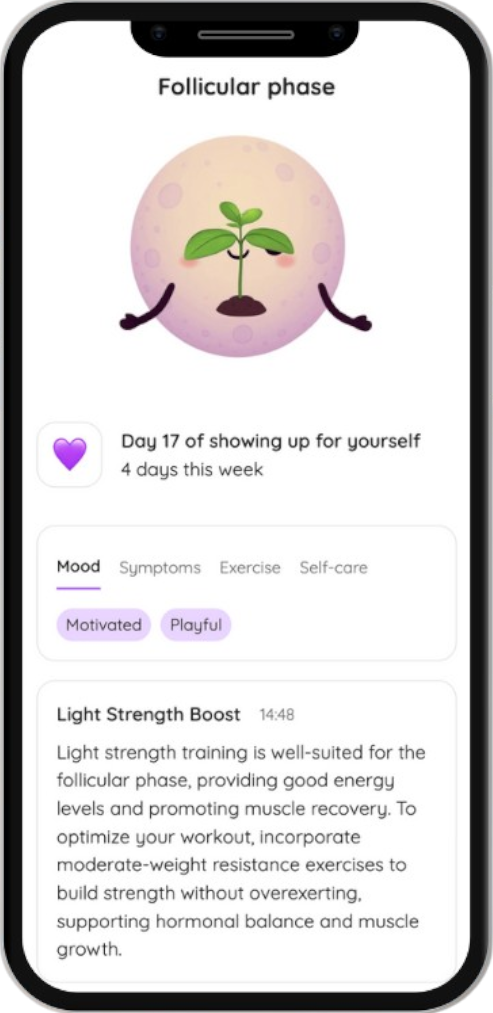 Follicular phase
Day 17 of showing up for yourself
4 days this week
Mood Symptoms Exercise Self-care
Motivated Playful
Light Strength Boost 14:48
Light strength training is well-suited for the
follicular phase, providing good energy
levels and promoting muscle recovery. To
optimize your workout, incorporate
moderate-weight resistance exercises to
build strength without overexerting,
supporting hormonal balance and muscle
growth.